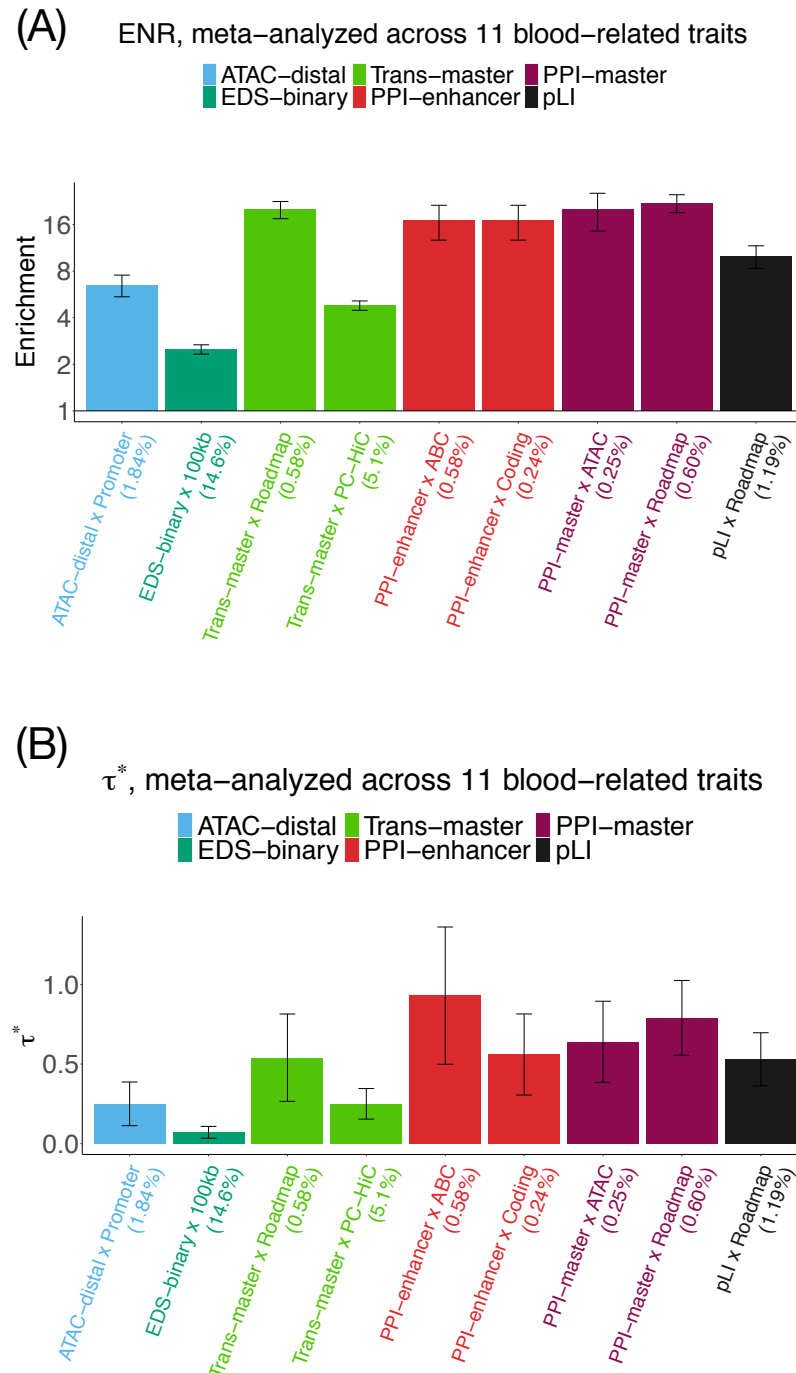 (A)
ENR, meta−analyzed across 11 blood−related traits
ATAC−distal Trans−master PPI−master
EDS−binary PPI−enhancer pLI
Enrichment
16
8
4
2
1
ATAC−distal x Promoter
(1.84%)
EDS−binary x 100kb
(14.6%)
Trans−master x Roadmap
(0.58%)
Trans−master x PC−HiC
(5.1%)
PPI−enhancer x ABC
(0.58%)
PPI−enhancer x Coding
(0.24%)
PPI−master x ATAC
(0.25%)
PPI−master x Roadmap
(0.60%)
pLI x Roadmap
(1.19%)
(B)
τ*, meta−analyzed across 11 blood−related traits
ATAC−distal Trans−master PPI−master
EDS−binary PPI−enhancer pLI
τ*
1.0
0.5
0.0
ATAC−distal x Promoter
(1.84%)
EDS−binary x 100kb
(14.6%)
Trans−master x Roadmap
(0.58%)
Trans−master x PC−HiC
(5.1%)
PPI−enhancer x ABC
(0.58%)
PPI−enhancer x Coding
(0.24%)
PPI−master x ATAC
(0.25%)
PPI−master x Roadmap
(0.60%)
pLI x Roadmap
(1.19%)